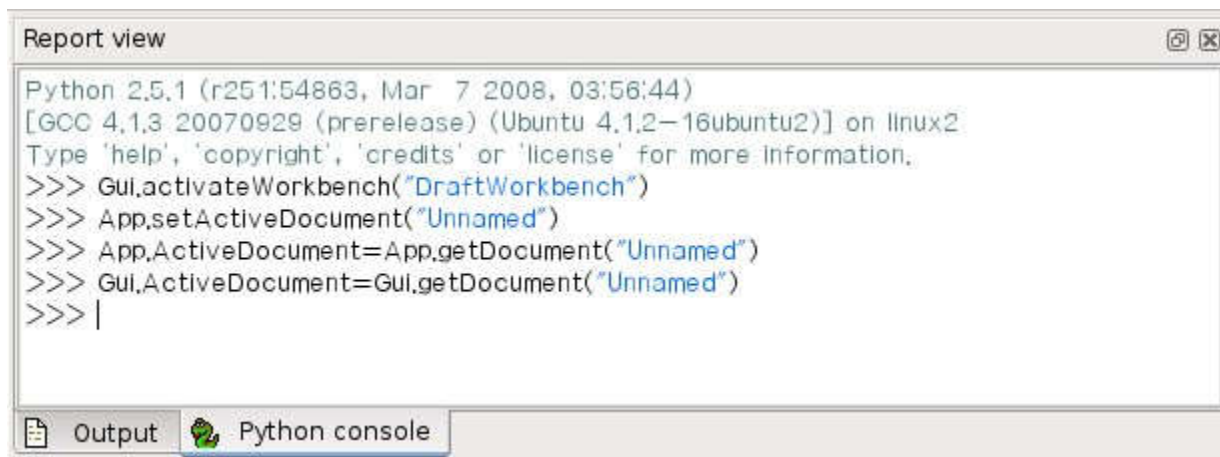 Report view
Python 2.5.1 (r251:54863, Mar  7 2008, 03:56:44)
[GCC 4.1.3 20070929 (prerelease) (Ubuntu 4.1.2-16ubuntu2)] on linux2
Type 'help', 'copyright', 'credits' or 'license' for more information.
>>> Gui.activateWorkbench("DraftWorkbench")
>>> App.setActiveDocument("Unnamed")
>>> App.ActiveDocument=App.getDocument("Unnamed")
>>> Gui.ActiveDocument=Gui.getDocument("Unnamed")
>>>
Output Python console